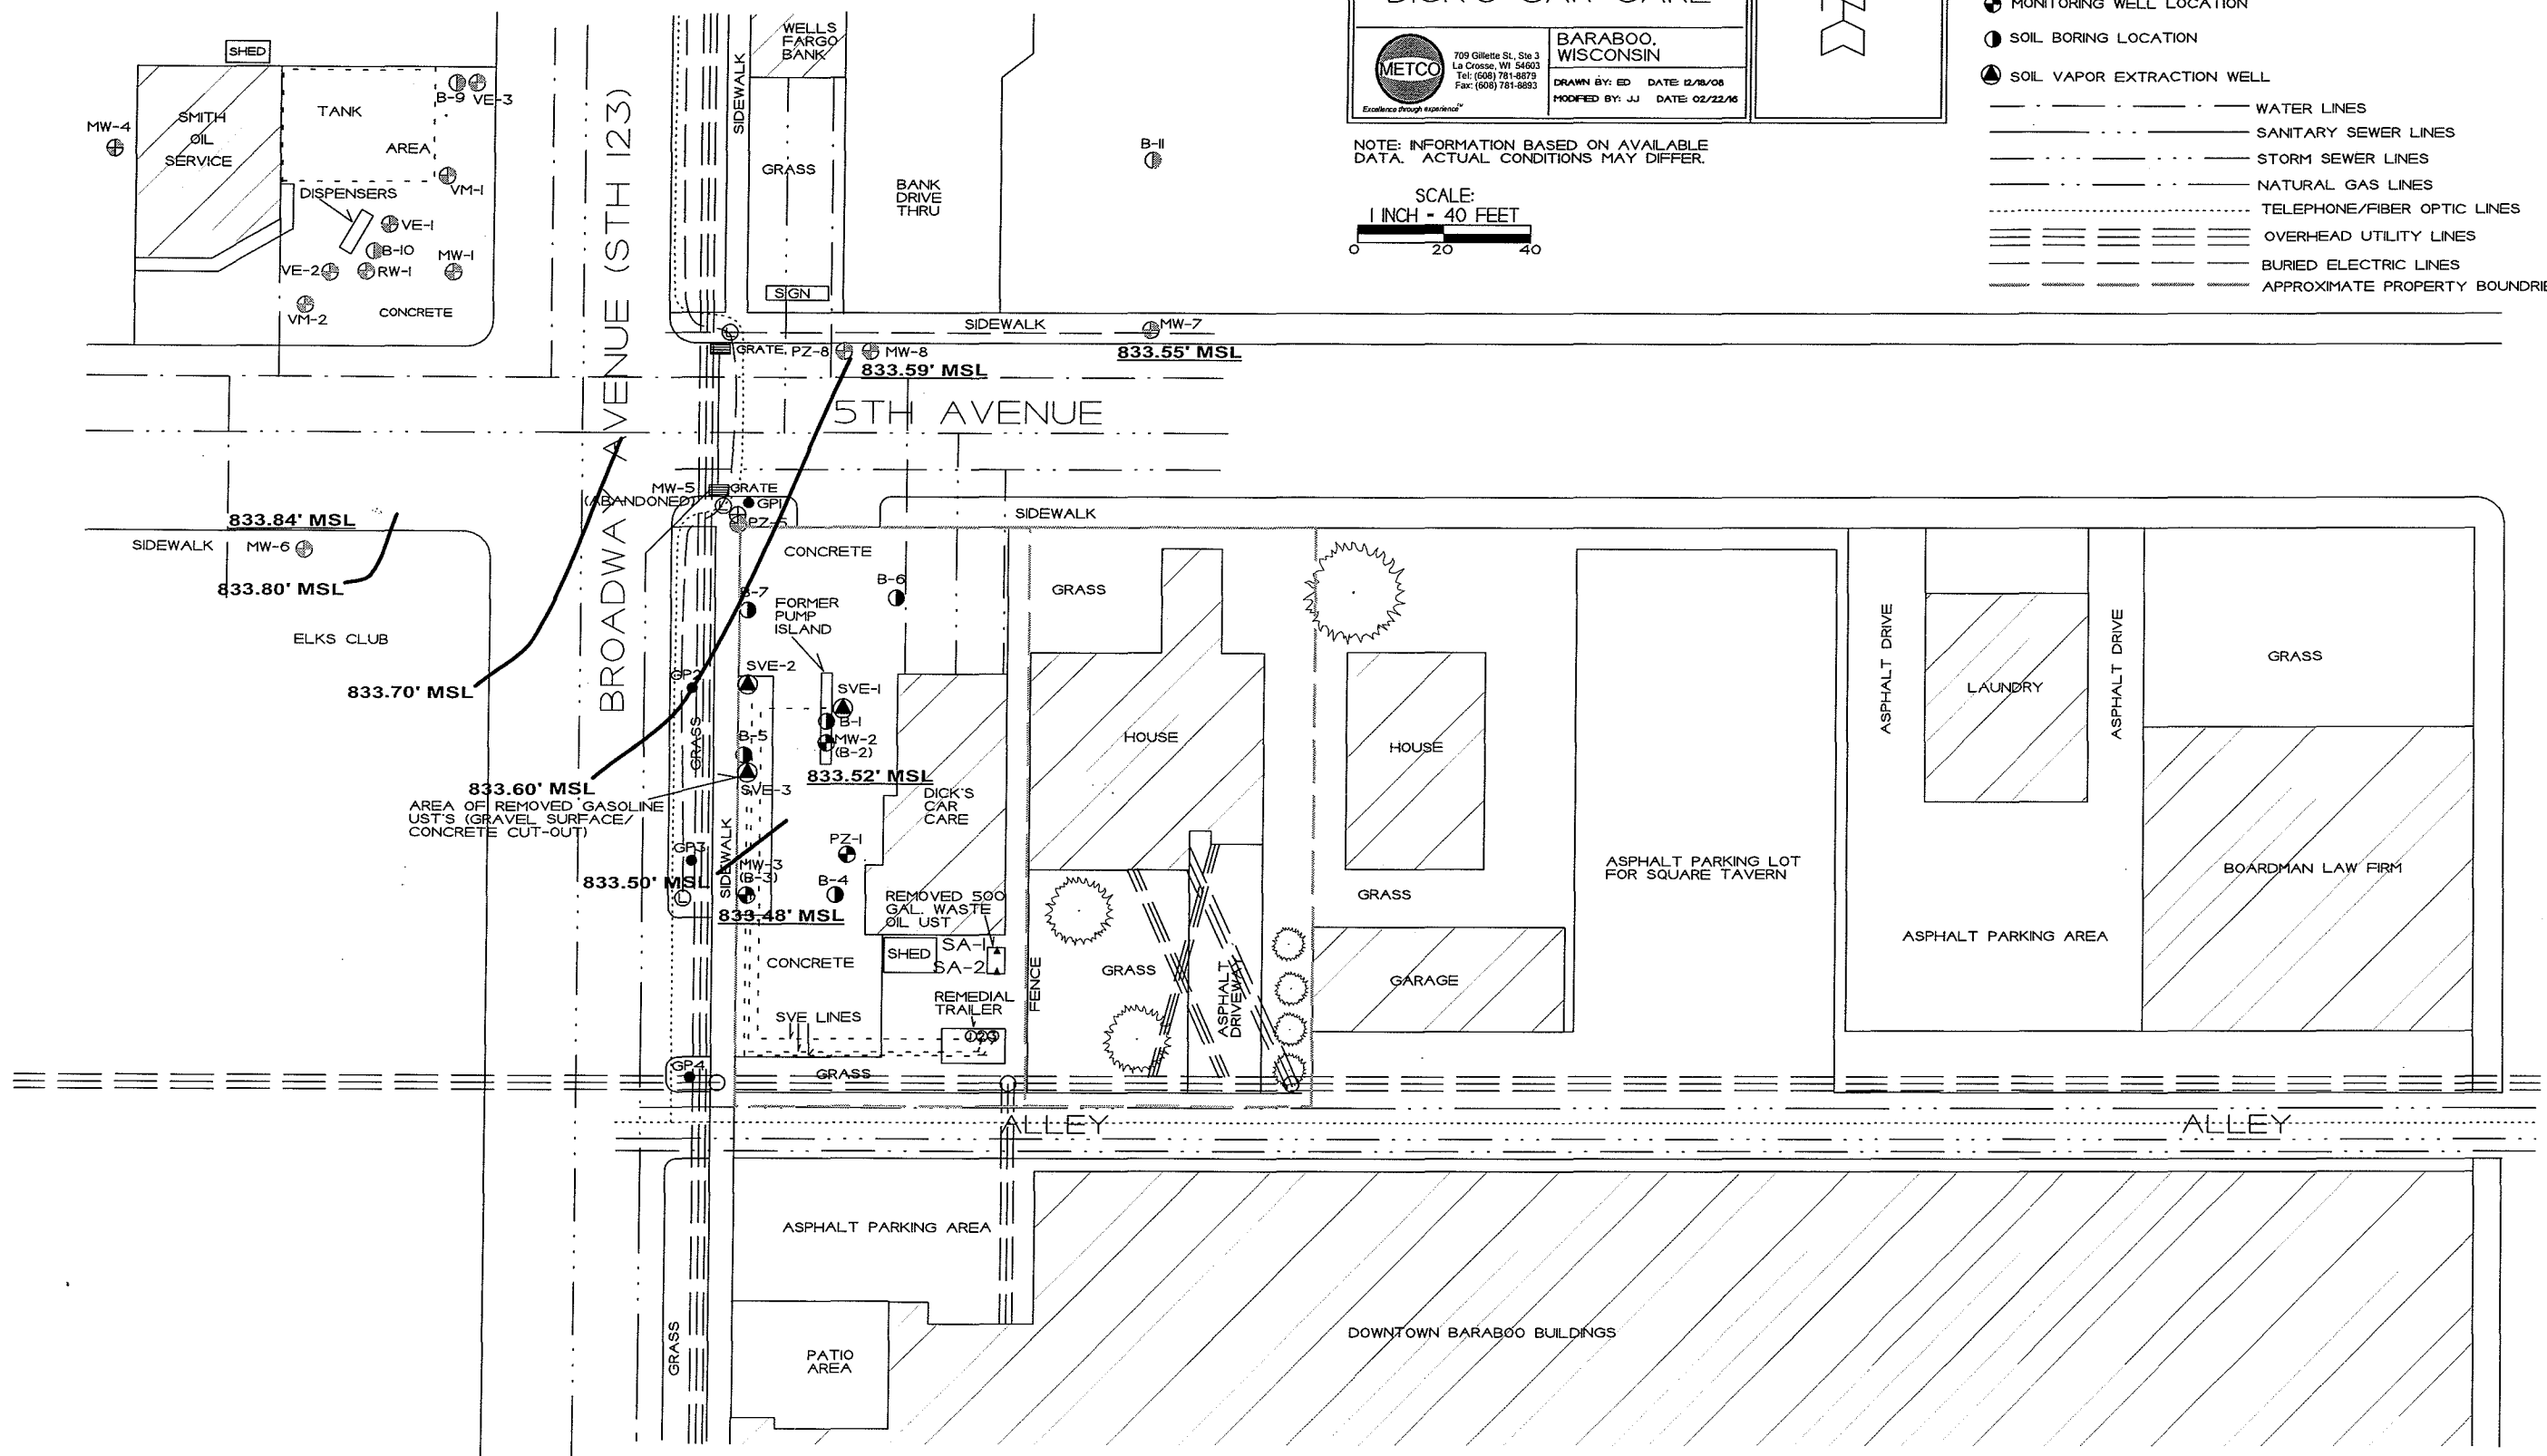 WELLS
FARGO
BANK
SHED
SMITH
OIL
SERVICE
TANK
AREA
B-9 VE-3
MW-4
VM-1
DISPENSERS
VE-1
B-10
MW-1
VE-2
RW-1
VM-2
CONCRETE
BROADWAY AVENUE (STH 123)
SIDEWALK
GRASS
SIGN
BANK
DRIVE
THRU
B-11
METCO
Excellence through experience™
709 Gillette St., Ste 3
La Crosse, WI 54603
Tel: (608) 781-8879
Fax: (608) 781-8893
BARABOO,
WISCONSIN
DRAWN BY: ED DATE: 12/18/08
MODIFIED BY: JJ DATE: 02/22/16
NOTE: INFORMATION BASED ON AVAILABLE
DATA. ACTUAL CONDITIONS MAY DIFFER.
SCALE:
1 INCH = 40 FEET
0 20 40
MONITORING WELL LOCATION
SOIL BORING LOCATION
SOIL VAPOR EXTRACTION WELL
WATER LINES
SANITARY SEWER LINES
STORM SEWER LINES
NATURAL GAS LINES
TELEPHONE/FIBER OPTIC LINES
OVERHEAD UTILITY LINES
BURIED ELECTRIC LINES
APPROXIMATE PROPERTY
SIDEWALK
MW-7
833.55' MSL
GRATE PZ-8
MW-8
833.59' MSL
5TH AVENUE
MW-5
(ABANDONED)
GRATE
GP1
PZ-5
SIDEWALK
833.84' MSL
SIDEWALK
MW-6
833.80' MSL
ELKS CLUB
833.70' MSL
833.60' MSL
AREA OF REMOVED GASOLINE
UST'S (GRAVEL SURFACE/
CONCRETE CUT-OUT)
CONCRETE
B-6
B-7
FORMER
PUMP
ISLAND
GP2
SVE-2
SVE-1
B-1
MW-2
(B-2)
833.52' MSL
B-5
SVE-3
GRASS
DICK'S
CAR
CARE
SIDEWALK
GP3
PZ-1
MW-3
(B-3)
833.50' MSL
B-4
833.48' MSL
REMOVED 500
GAL. WASTE
OIL UST
SHED
SA-1
SA-2
CONCRETE
REMEDIAL
TRAILER
SVE LINES
GP4
GRASS
FENCE
GRASS
HOUSE
GRASS
ASPHALT
DRIVEWAY
HOUSE
GRASS
GARAGE
ASPHALT PARKING LOT
FOR SQUARE TAVERN
ASPHALT DRIVE
LAUNDRY
ASPHALT DRIVE
GRASS
BOARDMAN LAW FIRM
ASPHALT PARKING AREA
ALLEY
ALLEY
ASPHALT PARKING AREA
GRASS
PATIO
AREA
DOWNTOWN BARABOO BUILDINGS